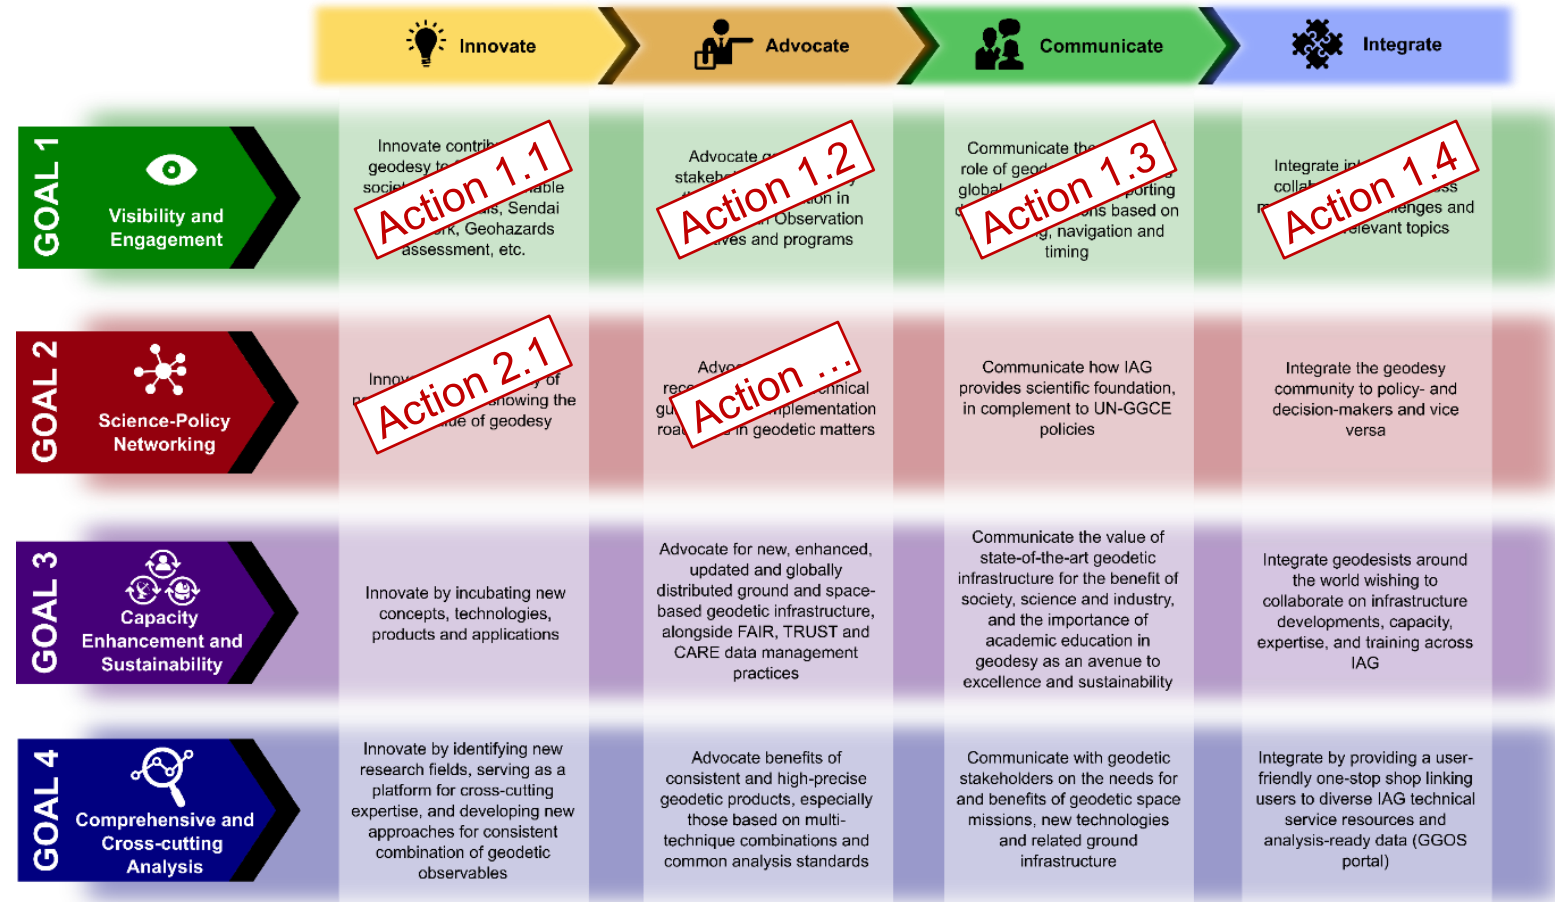 Innovate
Advocate
Communicate
Integrate
GOAL 1
Visibility and
Engagement
Innovate
geodesy to
Sendai
Geohazards
assessment, etc.
Action 1.1
Advocate
in
Observation
and programs
Action 1.2
Communicate the
role of
global
based on
navigation and
timing
Action 1.3
Integrate
and
relevant topics
Action 1.4
GOAL 2
Science-Policy
Networking
of
showing the
of geodesy
Action 2.1
in geodetic matters
Action ...
Communicate how IAG
provides scientific foundation,
in complement to UN-GGCE
policies
Integrate the geodesy
community to policy- and
decision-makers and vice
versa
GOAL 3
Capacity
Enhancement and
Sustainability
Innovate by incubating new
concepts, technologies,
products and applications
Advocate for new, enhanced,
updated and globally
distributed ground and space-
based geodetic infrastructure,
alongside FAIR, TRUST and
CARE data management
practices
Communicate the value of
state-of-the-art geodetic
infrastructure for the benefit of
society, science and industry,
and the importance of
academic education in
geodesy as an avenue to
excellence and sustainability
Integrate geodesists around
the world wishing to
collaborate on infrastructure
developments, capacity,
expertise, and training across
IAG
GOAL 4
Comprehensive and
Cross-cutting
Analysis
Innovate by identifying new
research fields, serving as a
platform for cross-cutting
expertise, and developing new
approaches for consistent
combination of geodetic
observables
Advocate benefits of
consistent and high-precise
geodetic products, especially
those based on multi-
technique combinations and
common analysis standards
Communicate with geodetic
stakeholders on the needs for
and benefits of geodetic space
missions, new technologies
and related ground
infrastructure
Integrate by providing a user-
friendly one-stop shop linking
users to diverse IAG technical
service resources and
analysis-ready data (GGOS
portal)